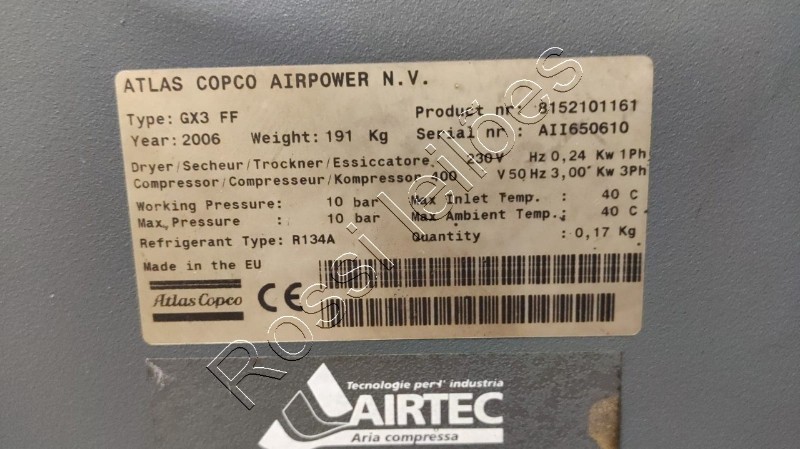 ATLAS COPCO AIRPOWER N.V.
Type: GX3 FF Product nr: 8152101161
Year: 2006 Weight: 191 Kg Serial nr : AII650610
Dryer/Secheur/Trockner/Essiccatore 230V Hz 0,24 Kw 1Ph
Compressor/Compresseur/Kompressor 400 V 50 Hz 3,00 Kw 3Ph
Working Pressure: 10 bar Max Inlet Temp. : 40 C
Max. Pressure : 10 bar Max Ambient Temp.: 40 C
Refrigerant Type: R134A Quantity : 0,17 Kg
Made in the EU
Atlas Copco CE
Tecnologie per l'industria
AIRTEC
Aria compressa
Rossi leilões